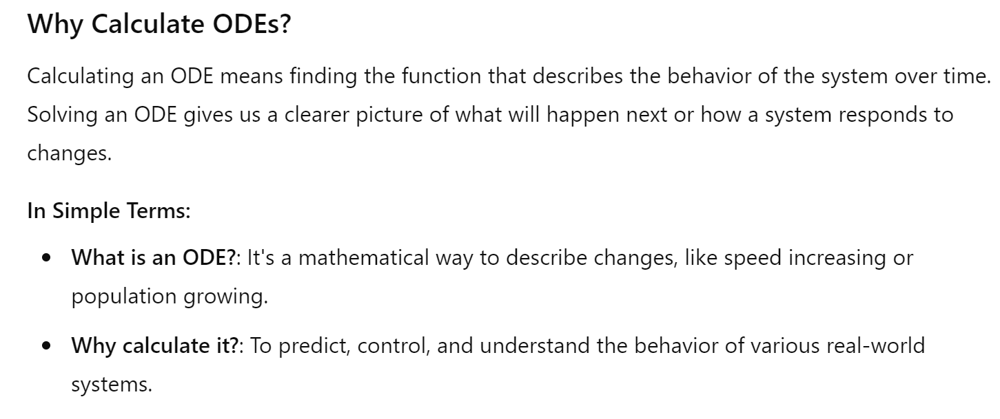 Why Calculate ODEs?
Calculating an ODE means finding the function that describes the behavior of the system over time.
Solving an ODE gives us a clearer picture of what will happen next or how a system responds to
changes.
In Simple Terms:
• What is an ODE?: It's a mathematical way to describe changes, like speed increasing or
population growing.
• Why calculate it?: To predict, control, and understand the behavior of various real-world
systems.